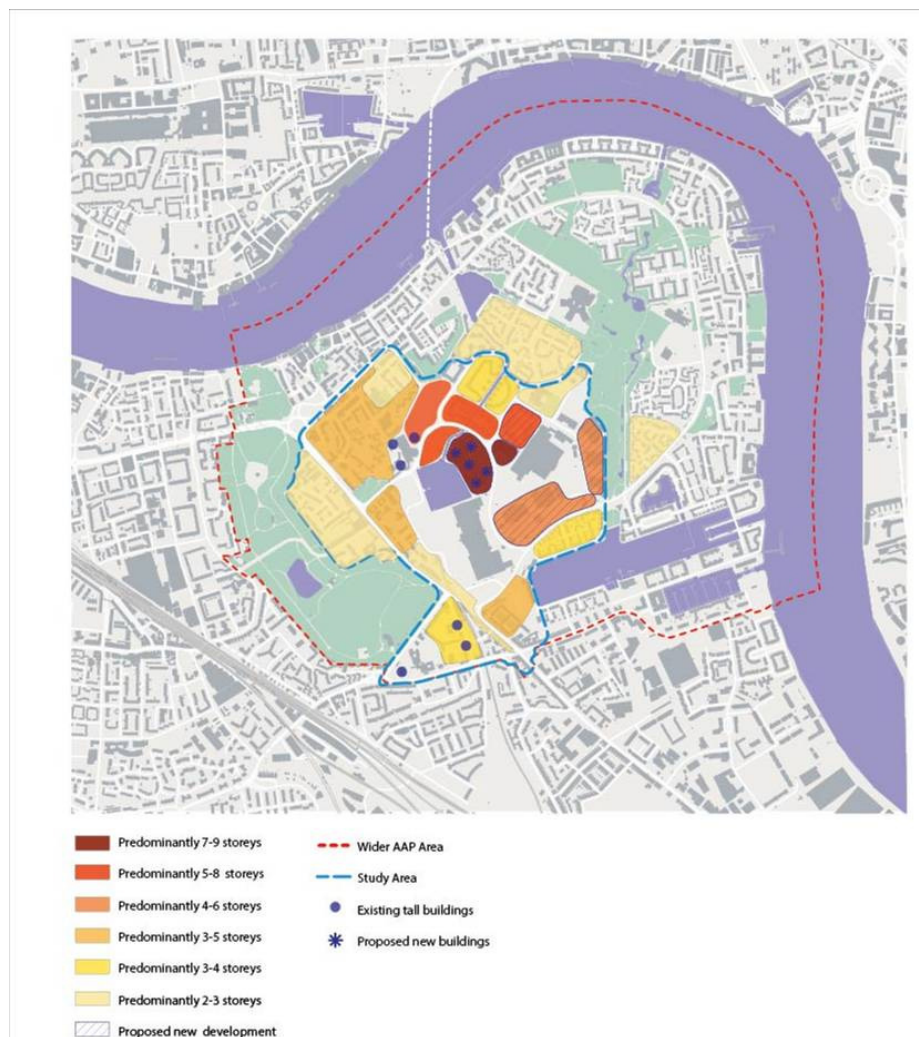 Predominantly 7-9 storeys
Predominantly 5-8 storeys
Predominantly 4-6 storeys
Predominantly 3-5 storeys
Predominantly 3-4 storeys
Predominantly 2-3 storeys
Proposed new development
Wider AAP Area
Study Area
Existing tall buildings
Proposed new buildings